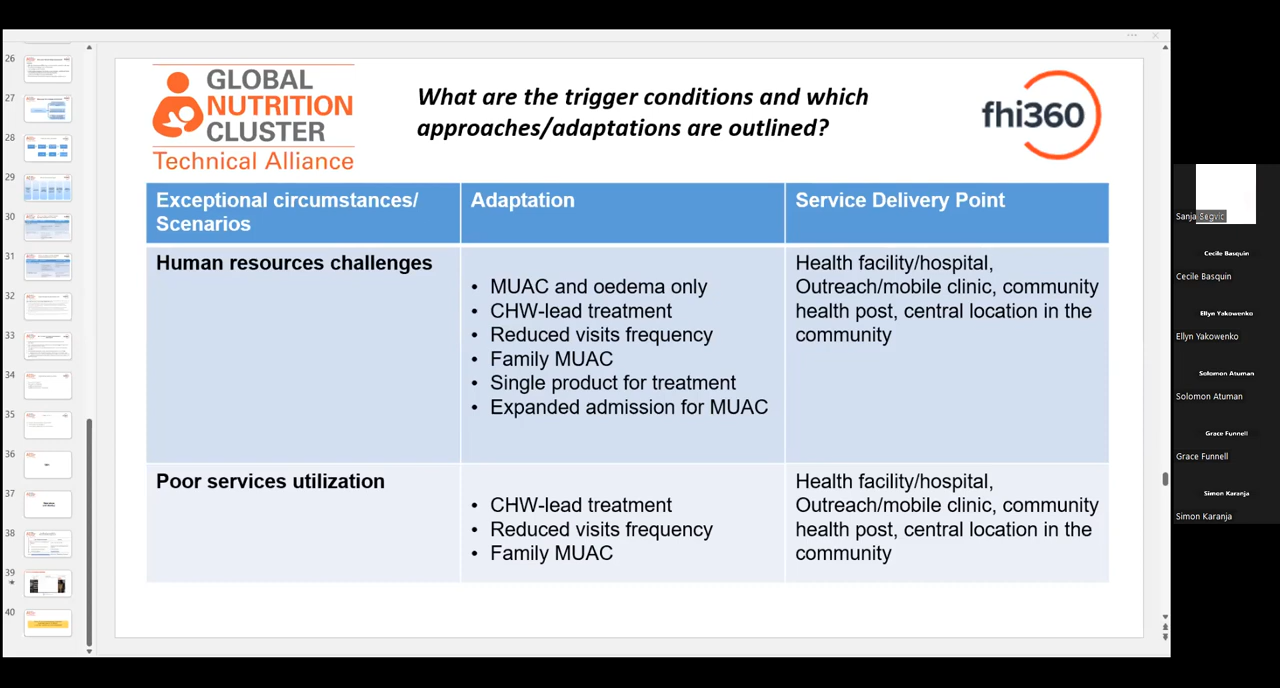 GLOBAL
NUTRITION
CLUSTER
Technical Alliance
What are the trigger conditions and which
approaches/adaptations are outlined?
fhi360
Exceptional circumstances/
Scenarios
Adaptation
Service Delivery Point
Human resources challenges
• MUAC and oedema only
• CHW-lead treatment
• Reduced visits frequency
• Family MUAC
• Single product for treatment
• Expanded admission for MUAC
Health facility/hospital,
Outreach/mobile clinic, community
health post, central location in the
community
Poor services utilization
• CHW-lead treatment
• Reduced visits frequency
• Family MUAC
Health facility/hospital,
Outreach/mobile clinic, community
health post, central location in the
community
26
27
28
29
30
31
32
33
34
35
36
37
38
39
40
Sanja Segvic
Cecile Basquin
Cecile Basquin
Ellyn Yakowenko
Ellyn Yakowenko
Solomon Atuman
Solomon Atuman
Grace Funnell
Grace Funnell
Simon Karanja
Simon Karanja